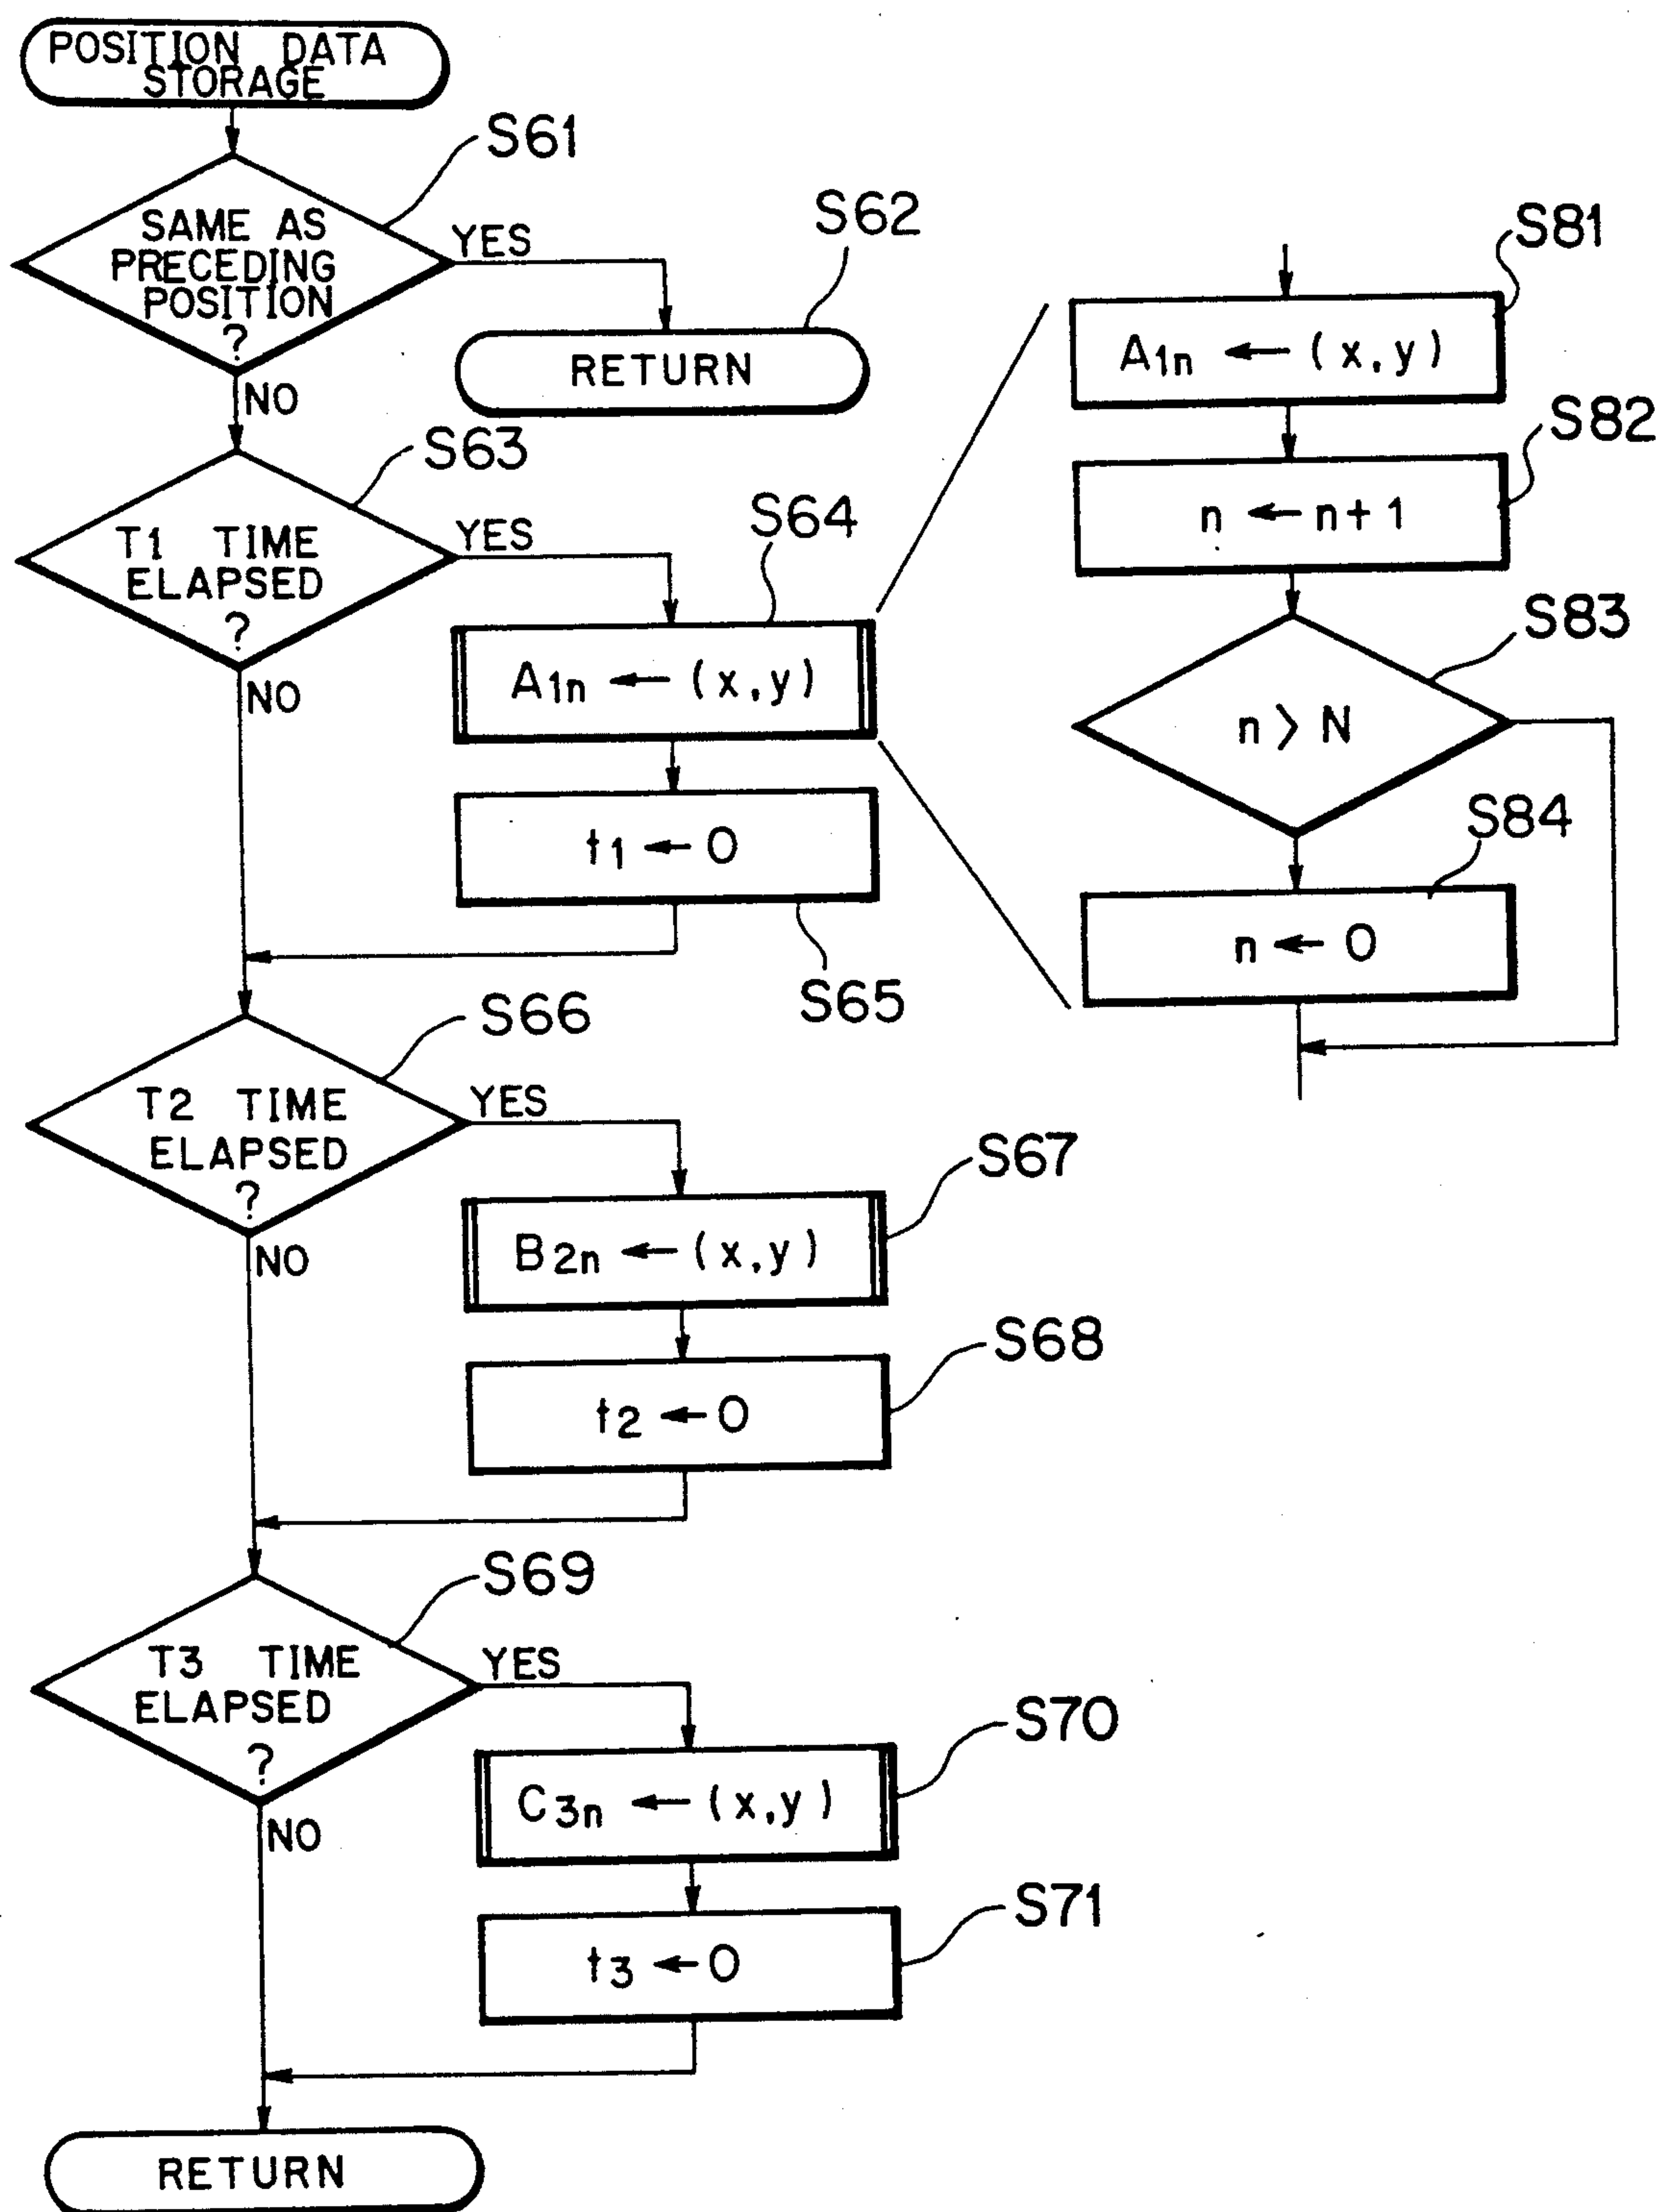 POSITION DATA
STORAGE
S61
SAME AS
PRECEDING
POSITION
?
YES
S62
RETURN
NO
S63
T1 TIME
ELAPSED
?
YES
S64
A1n ← (x,y)
NO
t1 ← 0
S65
S66
T2 TIME
ELAPSED
?
YES
S67
B2n ← (x,y)
NO
S68
t2 ← 0
S69
T3 TIME
ELAPSED
?
YES
S70
C3n ← (x,y)
NO
S71
t3 ← 0
RETURN
S81
A1n ← (x,y)
S82
n ← n+1
S83
n > N
S84
n ← 0